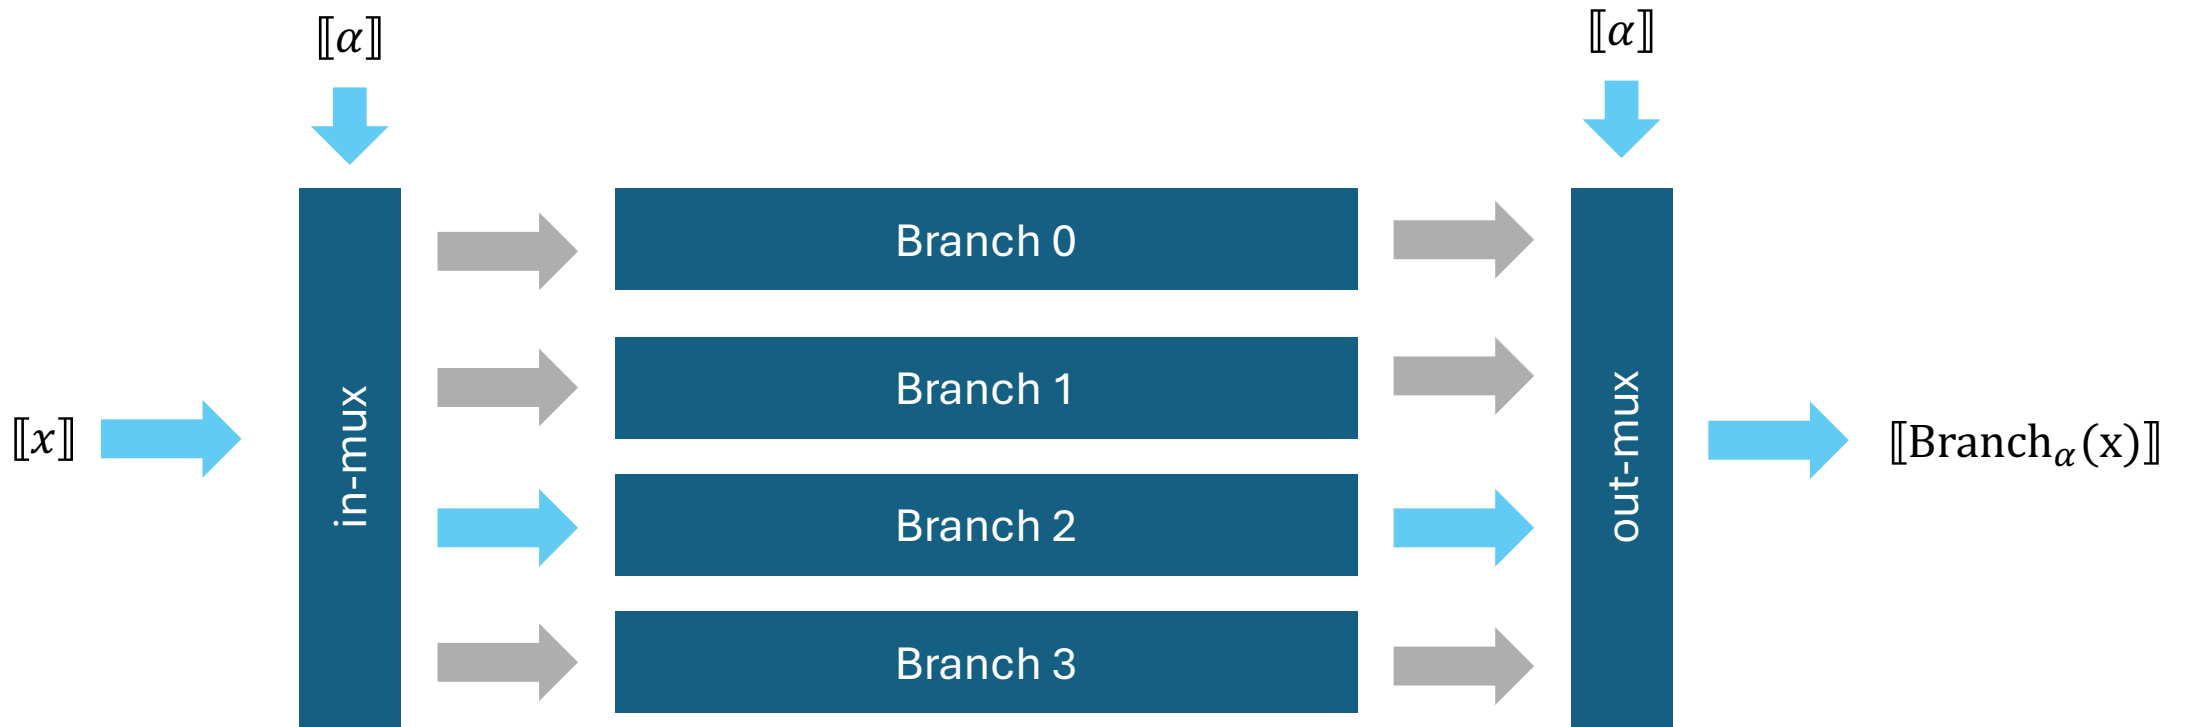 ⟦α⟧
⟦α⟧
⟦x⟧
in-mux
Branch 0
Branch 1
Branch 2
Branch 3
out-mux
⟦Branchα(x)⟧